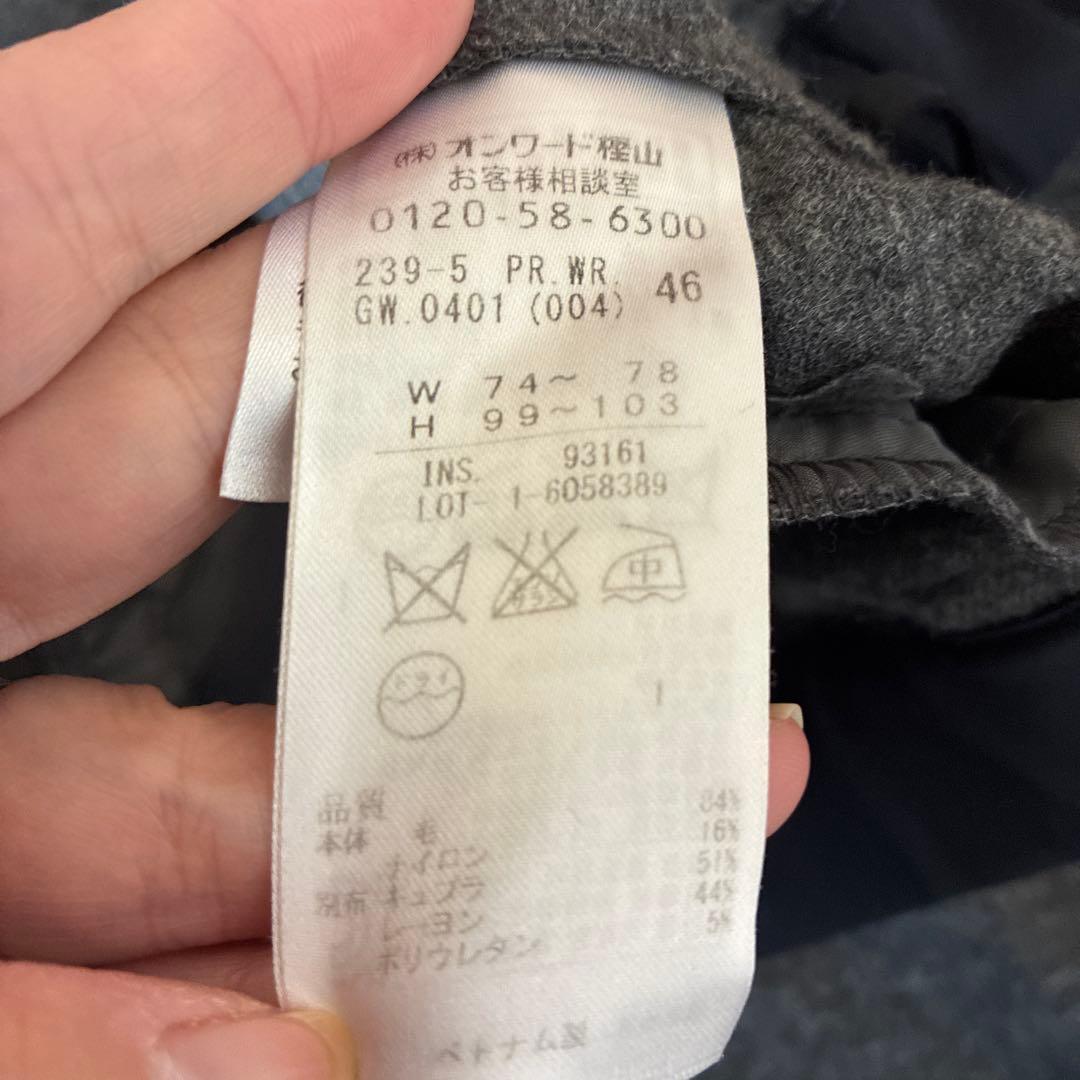 (株)オンワード樫山
お客様相談室
0120-58-6300
239-5 PR.WR.
GW.0401 (004) 46
W 74～ 78
H 99～103
INS. 93161
LOT- 1-6058389
中
ドライ
品質
本体 毛 84%
ナイロン 16%
別布 キュプラ 51%
レーヨン 44%
ポリウレタン 5%
ベトナム製